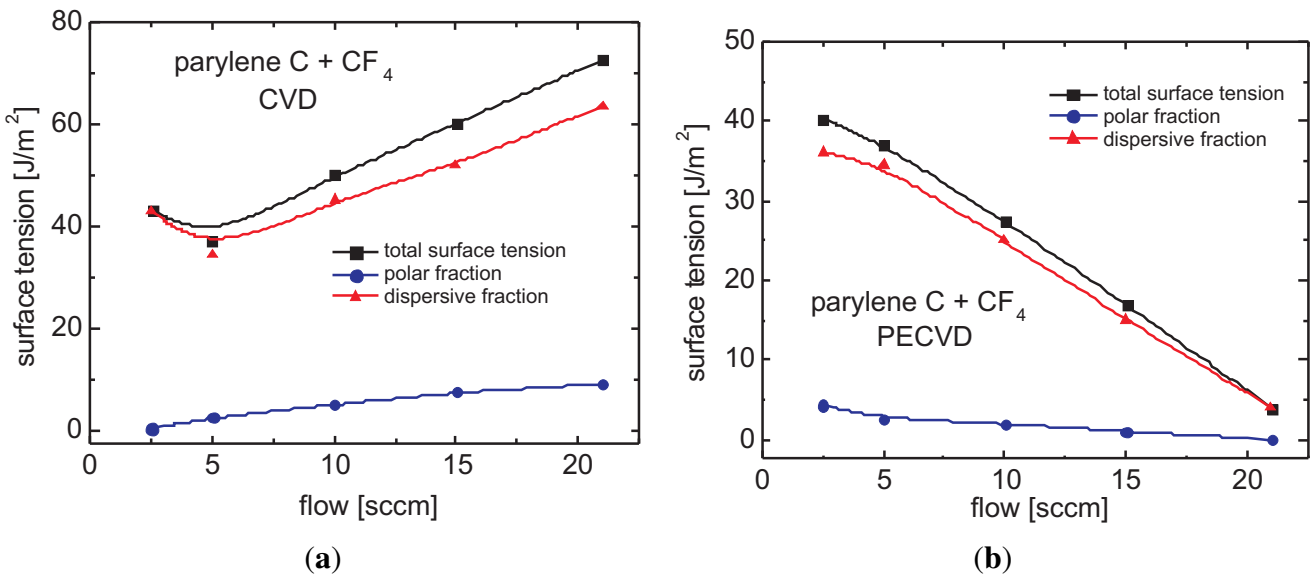 80
60
40
20
0
0
5
10
15
20
surface tension [J/m²]
flow [sccm]
parylene C + CF₄
CVD
total surface tension
polar fraction
dispersive fraction
(a)
50
40
30
20
10
0
0
5
10
15
20
surface tension [J/m²]
flow [sccm]
total surface tension
polar fraction
dispersive fraction
parylene C + CF₄
PECVD
(b)